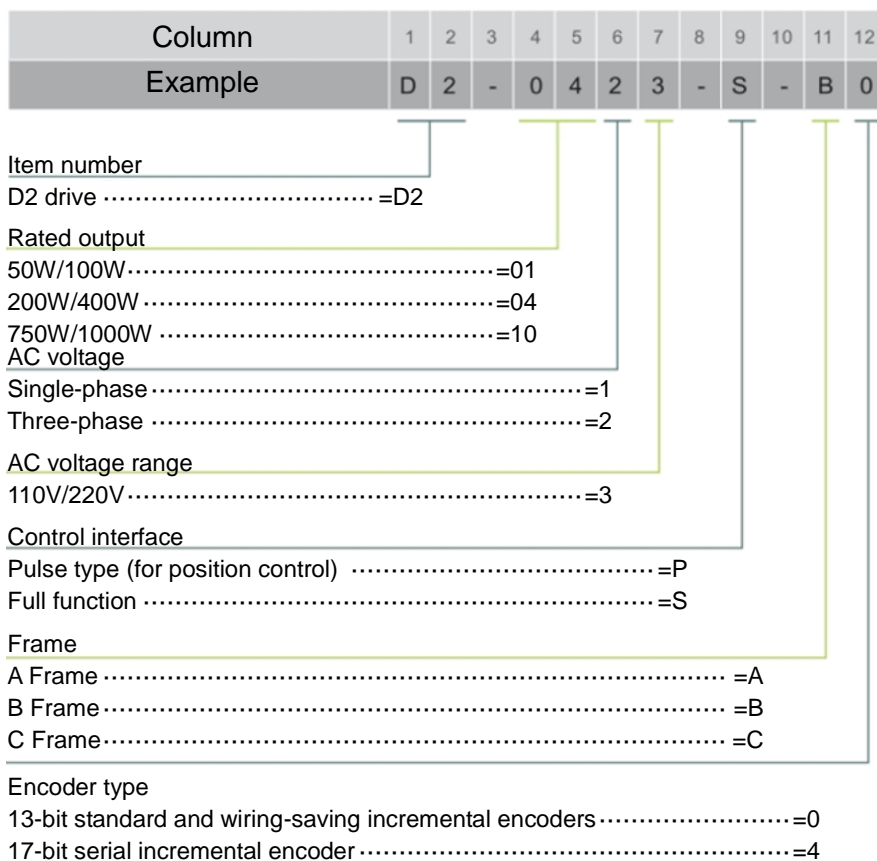 Column 1 2 3 4 5 6 7 8 9 10 11 12
Example D 2 - 0 4 2 3 - S - B 0
Item number
D2 drive ·································· =D2
Rated output
50W/100W··············································=01
200W/400W ············································=04
750W/1000W ··········································=10
AC voltage
Single-phase······················································=1
Three-phase ······················································=2
AC voltage range
110V/220V·························································=3
Control interface
Pulse type (for position control) ······································=P
Full function ································································=S
Frame
A Frame ······························································ =A
B Frame······························································ =B
C Frame······························································ =C
Encoder type
13-bit standard and wiring-saving incremental encoders························=0
17-bit serial incremental encoder······················································=4